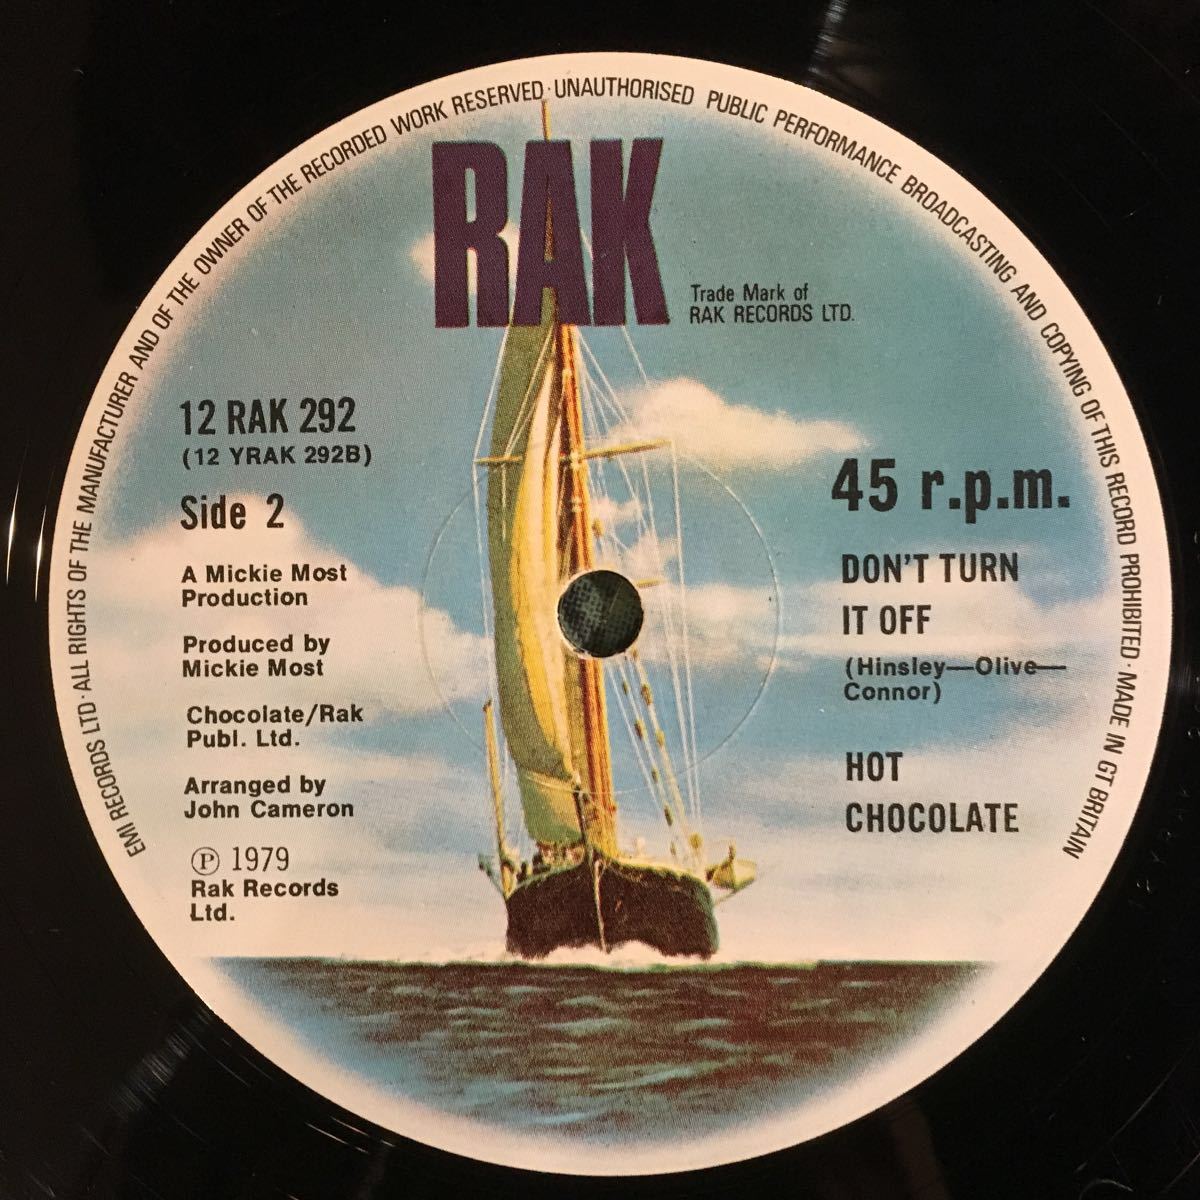 EMI RECORDS LTD · ALL RIGHTS OF THE MANUFACTURER AND OF THE OWNER OF THE RECORDED WORK RESERVED · UNAUTHORISED PUBLIC PERFORMANCE BROADCASTING AND COPYING OF THIS RECORD PROHIBITED · MADE IN GT BRITAIN
RAK
Trade Mark of
RAK RECORDS LTD.
12 RAK 292
(12 YRAK 292B)
Side 2
A Mickie Most
Production
Produced by
Mickie Most
Chocolate/Rak
Publ. Ltd.
Arranged by
John Cameron
Ⓟ 1979
Rak Records
Ltd.
45 r.p.m.
DON'T TURN
IT OFF
(Hinsley—Olive—
Connor)
HOT
CHOCOLATE